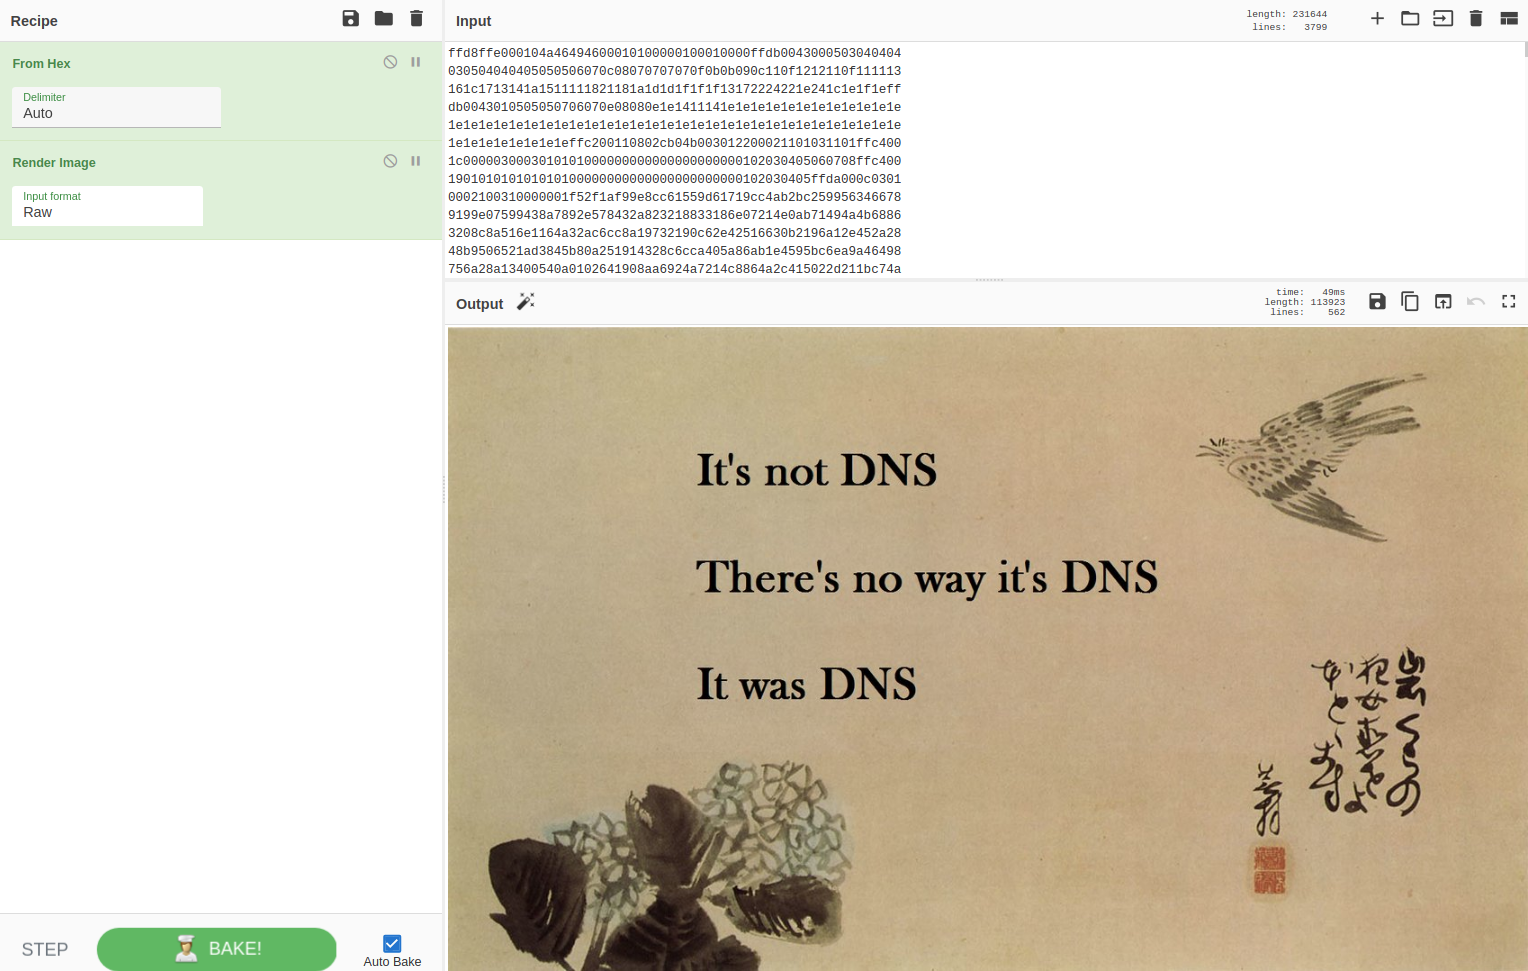 Recipe
From Hex
Delimiter
Auto
Render Image
Input format
Raw
STEP
BAKE!
Auto Bake
Input
length: 231644
lines: 3799
ffd8ffe000104a46494600010100000100010000ffdb0043000503040404
030504040405050506070c08070707070f0b0b090c110f1212110f111113
161c1713141a1511111821181a1d1d1f1f1f13172224221e241c1e1f1eff
db0043010505050706070e08080e1e1411141e1e1e1e1e1e1e1e1e1e1e1e
1e1e1e1e1e1e1e1e1e1e1e1e1e1e1e1e1e1e1e1e1e1e1e1e1e1e1e1e1e1e
1e1e1e1e1e1e1e1effc200110802cb04b003012200021101031101ffc400
1c0000030003010101000000000000000000000102030405060708ffc400
190101010101010100000000000000000000000102030405ffda000c0301
0002100310000001f52f1af99e8cc61559d61719cc4ab2bc259956346678
9199e07599438a7892e578432a823218833186e07214e0ab71494a4b6886
3208c8a516e1164a32ac6cc8a19732190c62e42516630b2196a12e452a28
48b9506521ad3845b80a251914328c6cca405a86ab1e4595bc6ea9a46498
756a28a13400540a0102641908aa6924a7214c8864a2c415022d211bc74a
Output
time: 49ms
length: 113923
lines: 562
It's not DNS
There's no way it's DNS
It was DNS